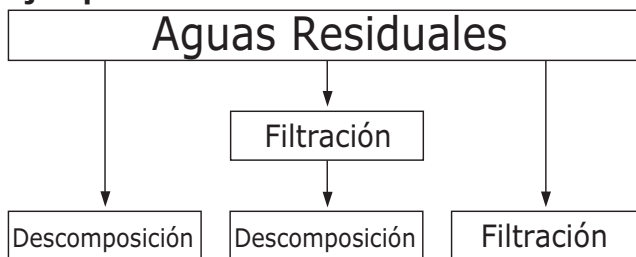 Aguas Residuales
Filtración
Descomposición
Descomposición
Filtración